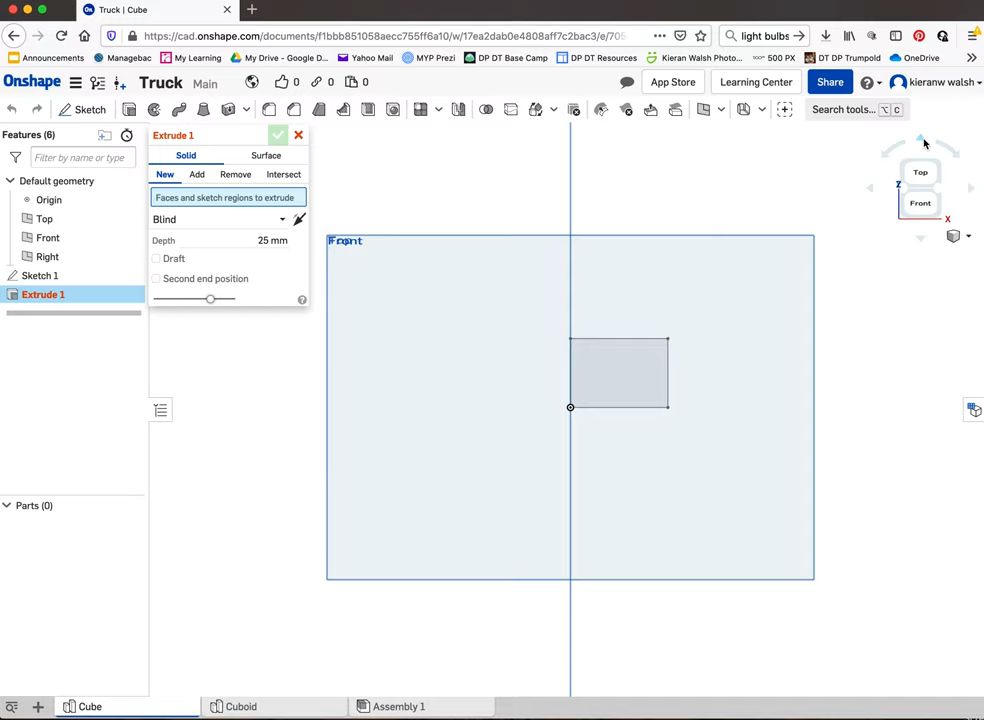 Truck | Cube
https://cad.onshape.com/documents/f1bbb851058aecc755ff6a10/w/17ea2dab0e4808aff7c2bac3/e/705
light bulbs
Announcements Managebac My Learning My Drive - Google D... Yahoo Mail MYP Prezi DP DT Base Camp DP DT Resources Kieran Walsh Photo... 500 PX DT DP Trumpold OneDrive
Onshape Truck Main 0 0 0 App Store Learning Center Share kieranw walsh
Sketch Search tools... ⌥ C
Features (6)
Filter by name or type
Default geometry
Origin
Top
Front
Right
Sketch 1
Extrude 1
Parts (0)
Extrude 1
Solid Surface
New Add Remove Intersect
Faces and sketch regions to extrude
Blind
Depth 25 mm
Draft
Second end position
Front
Top
Z
Front
X
Cube Cuboid Assembly 1